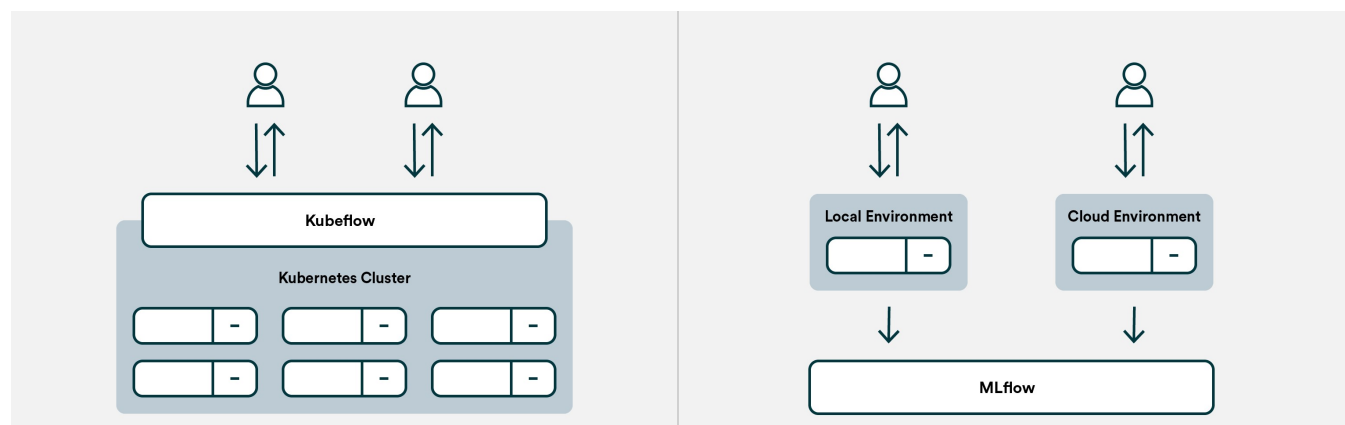 Kubeflow
Kubernetes Cluster
-
-
-
-
-
-
Local Environment
-
Cloud Environment
-
MLflow